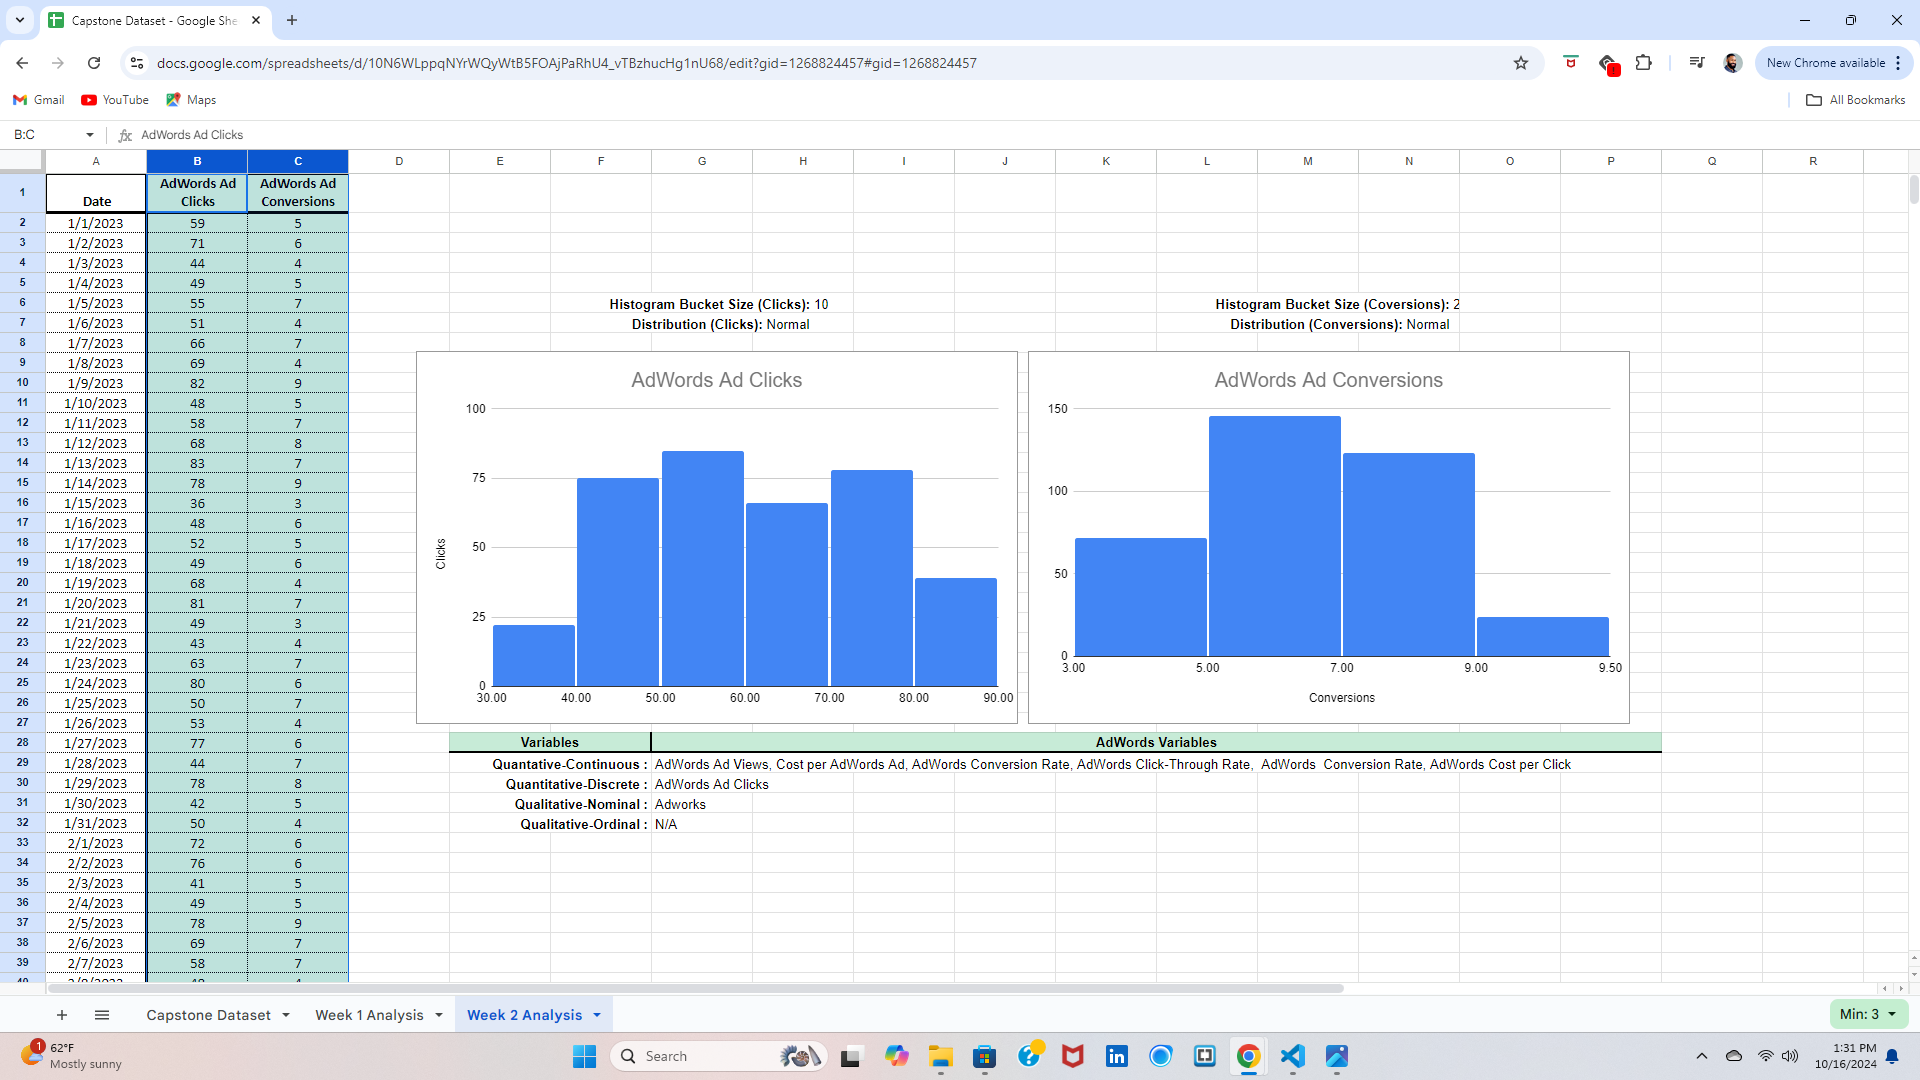 Capstone Dataset - Google She
docs.google.com/spreadsheets/d/10N6WLppqNYrWQyWtB5FOAjPaRhU4_vTBzhucHg1nU68/edit?gid=1268824457#gid=1268824457
New Chrome available
Gmail YouTube Maps All Bookmarks
B:C fx AdWords Ad Clicks
A B C D E F G H I J K L M N O P Q R
1 Date AdWords Ad Clicks AdWords Ad Conversions
2 1/1/2023 59 5
3 1/2/2023 71 6
4 1/3/2023 44 4
5 1/4/2023 49 5
6 1/5/2023 55 7 Histogram Bucket Size (Clicks): 10 Histogram Bucket Size (Coversions): 2
7 1/6/2023 51 4 Distribution (Clicks): Normal Distribution (Conversions): Normal
8 1/7/2023 66 7
9 1/8/2023 69 4
10 1/9/2023 82 9
11 1/10/2023 48 5
12 1/11/2023 58 7
13 1/12/2023 68 8
14 1/13/2023 83 7
15 1/14/2023 78 9
16 1/15/2023 36 3
17 1/16/2023 48 6
18 1/17/2023 52 5
19 1/18/2023 49 6
20 1/19/2023 68 4
21 1/20/2023 81 7
22 1/21/2023 49 3
23 1/22/2023 43 4
24 1/23/2023 63 7
25 1/24/2023 80 6
26 1/25/2023 50 7
27 1/26/2023 53 4
28 1/27/2023 77 6
29 1/28/2023 44 7
30 1/29/2023 78 8
31 1/30/2023 42 5
32 1/31/2023 50 4
33 2/1/2023 72 6
34 2/2/2023 76 6
35 2/3/2023 41 5
36 2/4/2023 49 5
37 2/5/2023 78 9
38 2/6/2023 69 7
39 2/7/2023 58 7
AdWords Ad Clicks
100
75
50
25
0
Clicks
30.00 40.00 50.00 60.00 70.00 80.00 90.00
AdWords Ad Conversions
150
100
50
0
3.00 5.00 7.00 9.00 9.50
Conversions
Variables AdWords Variables
Quantative-Continuous : AdWords Ad Views, Cost per AdWords Ad, AdWords Conversion Rate, AdWords Click-Through Rate, AdWords Conversion Rate, AdWords Cost per Click
Quantitative-Discrete : AdWords Ad Clicks
Qualitative-Nominal : Adworks
Qualitative-Ordinal : N/A
Capstone Dataset Week 1 Analysis Week 2 Analysis Min: 3
1 62°F
Mostly sunny
Search
1:31 PM
10/16/2024